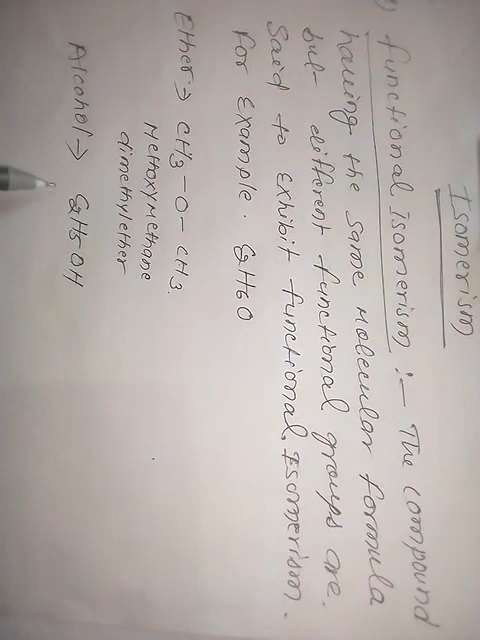 Isomerism
functional Isomerism :- The compound
having the same molecular formula
but different functional groups are.
said to exhibit functional Isomerism.
For Example. C2H6O
Ether → CH3-O-CH3.
Methoxymethane
dimethylether
Alcohol → C2H5OH